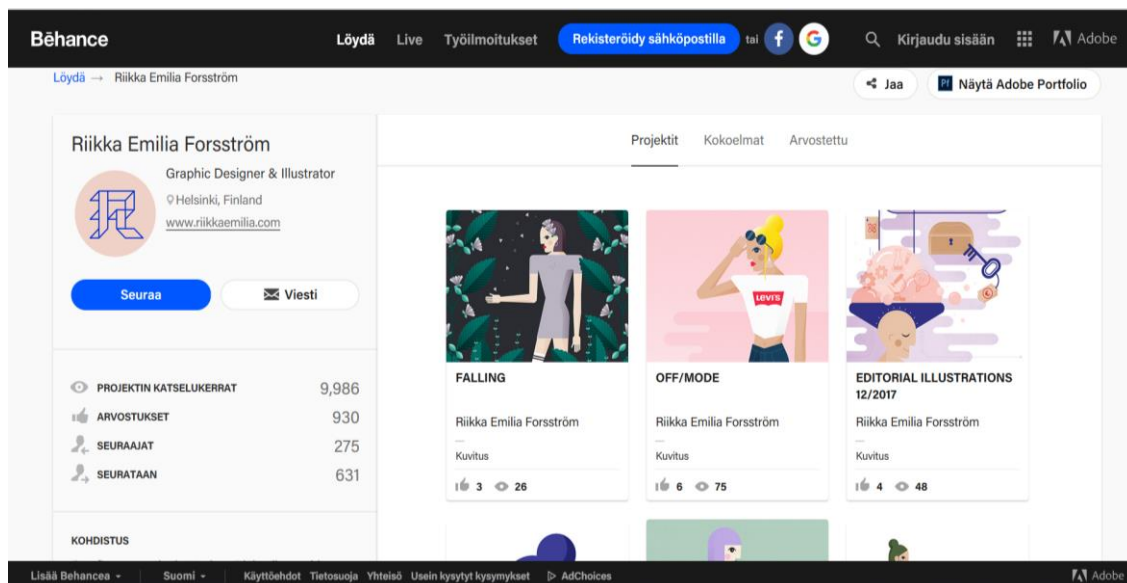 Bēhance
Löydä Live Työilmoitukset Rekisteröidy sähköpostilla tai f G Kirjaudu sisään Adobe
Löydä → Riikka Emilia Forsström
Jaa Pf Näytä Adobe Portfolio
Riikka Emilia Forsström
Graphic Designer & Illustrator
Helsinki, Finland
www.riikkaemilia.com
Seuraa Viesti
PROJEKTIN KATSELUKERRAT 9,986
ARVOSTUKSET 930
SEURAAJAT 275
SEURATAAN 631
KOHDISTUS
Projektit Kokoelmat Arvostettu
FALLING
Riikka Emilia Forsström
Kuvitus
3 26
LEVI'S
OFF/MODE
Riikka Emilia Forsström
Kuvitus
6 75
EDITORIAL ILLUSTRATIONS
12/2017
Riikka Emilia Forsström
Kuvitus
4 48
Lisää Behancea Suomi Käyttöehdot Tietosuoja Yhteisö Usein kysytyt kysymykset AdChoices Adobe